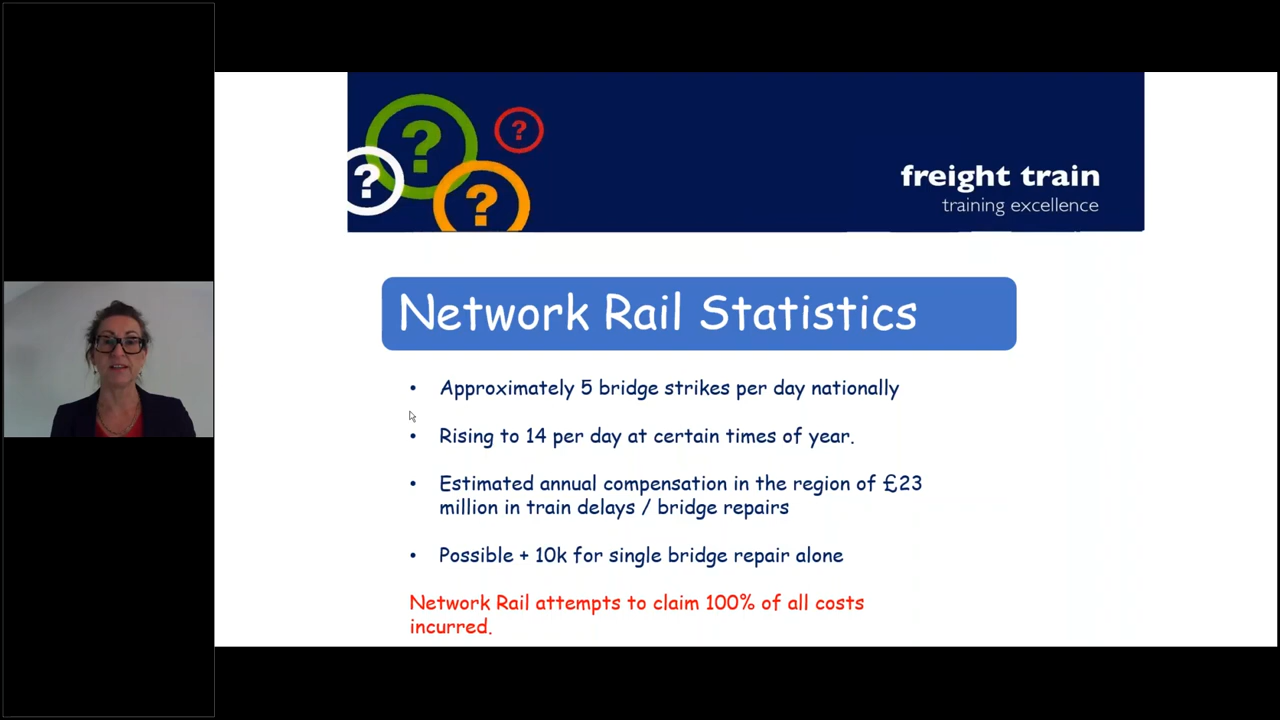 ?
?
?
?
freight train
training excellence
Network Rail Statistics
• Approximately 5 bridge strikes per day nationally
• Rising to 14 per day at certain times of year.
• Estimated annual compensation in the region of £23
million in train delays / bridge repairs
• Possible + 10k for single bridge repair alone
Network Rail attempts to claim 100% of all costs
incurred.